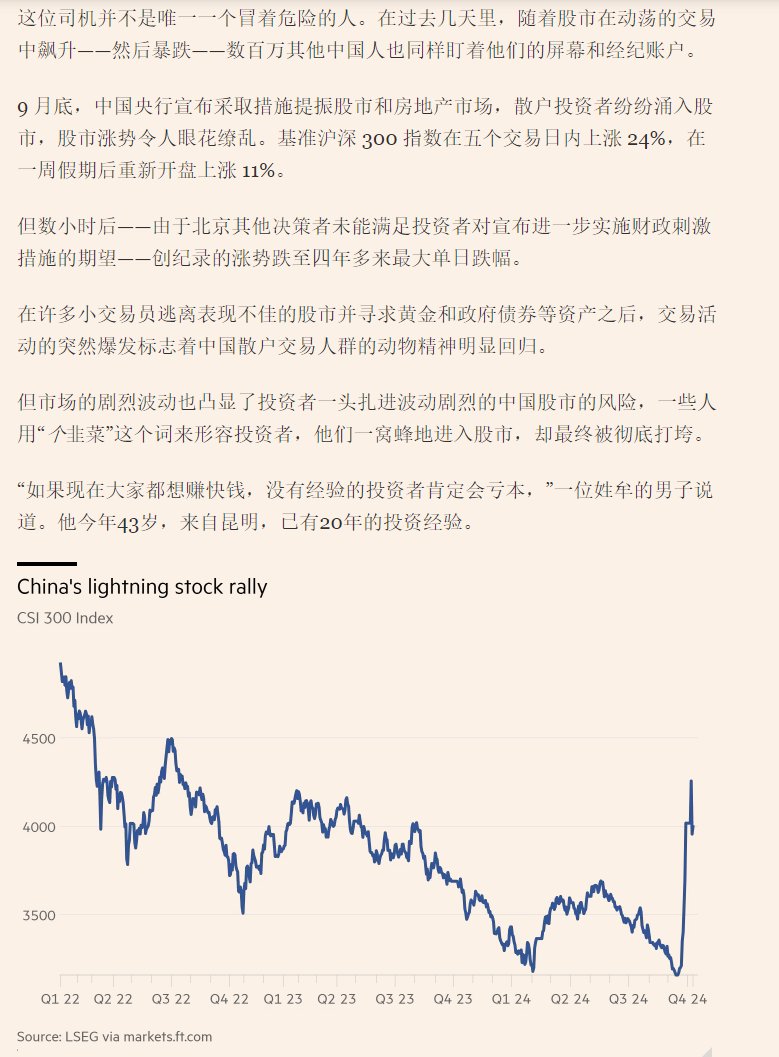 这位司机并不是唯一一个冒着危险的人。在过去几天里，随着股市在动荡的交易
中飙升——然后暴跌——数百万其他中国人也同样盯着他们的屏幕和经纪账户。
9 月底，中国央行宣布采取措施提振股市和房地产市场，散户投资者纷纷涌入股
市，股市涨势令人眼花缭乱。基准沪深 300 指数在五个交易日内上涨 24%，在
一周假期后重新开盘上涨 11%。
但数小时后——由于北京其他决策者未能满足投资者对宣布进一步实施财政刺激
措施的期望——创纪录的涨势跌至四年多来最大单日跌幅。
在许多小交易员逃离表现不佳的股市并寻求黄金和政府债券等资产之后，交易活
动的突然爆发标志着中国散户交易人群的动物精神明显回归。
但市场的剧烈波动也凸显了投资者一头扎进波动剧烈的中国股市的风险，一些人
用“个韭菜”这个词来形容投资者，他们一窝蜂地进入股市，却最终被彻底打垮。
“如果现在大家都想赚快钱，没有经验的投资者肯定会亏本，”一位姓牟的男子说
道。他今年43岁，来自昆明，已有20年的投资经验。
China's lightning stock rally
CSI 300 Index
4500
4000
3500
Q1 22 Q2 22 Q3 22 Q4 22 Q1 23 Q2 23 Q3 23 Q4 23 Q1 24 Q2 24 Q3 24 Q4 24
Source: LSEG via markets.ft.com